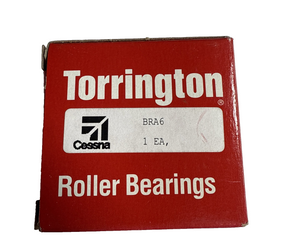 Torrington®
BRA6
1 EA,
Cessna
Roller Bearings